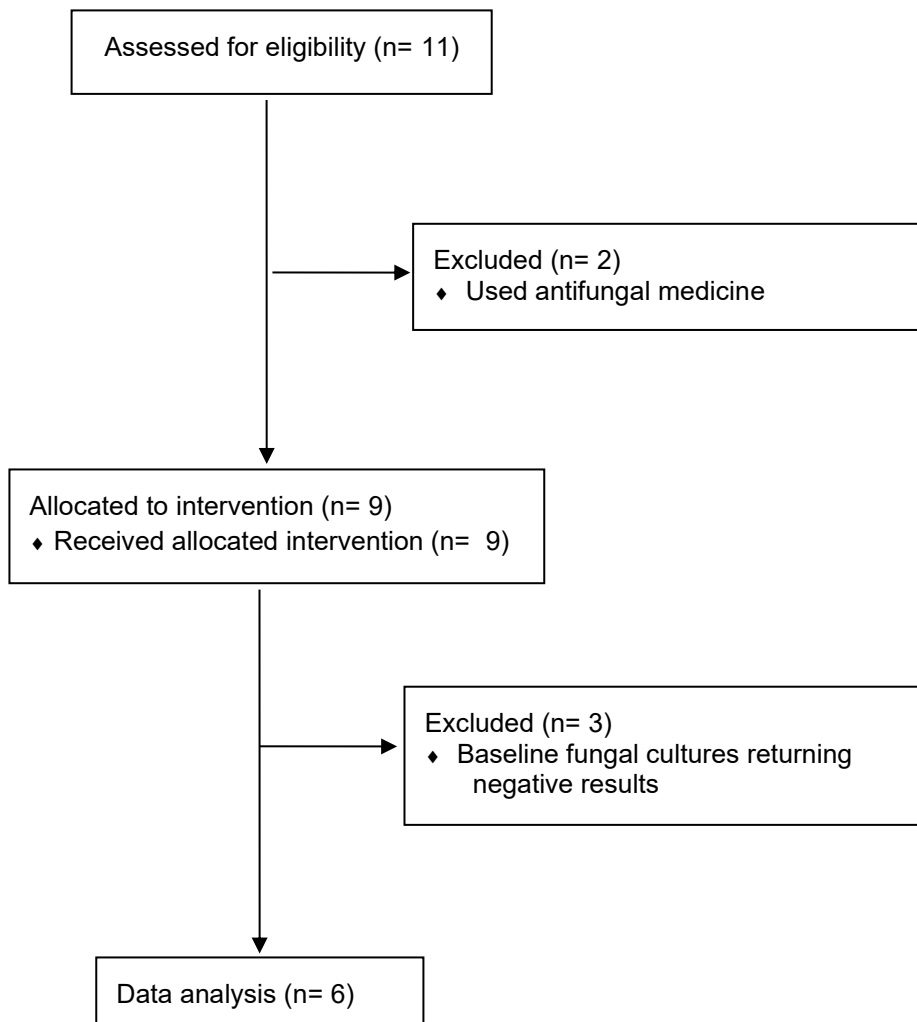 Assessed for eligibility (n= 11)
Excluded (n= 2)
♦ Used antifungal medicine
Allocated to intervention (n= 9)
♦ Received allocated intervention (n= 9)
Excluded (n= 3)
♦ Baseline fungal cultures returning
negative results
Data analysis (n= 6)